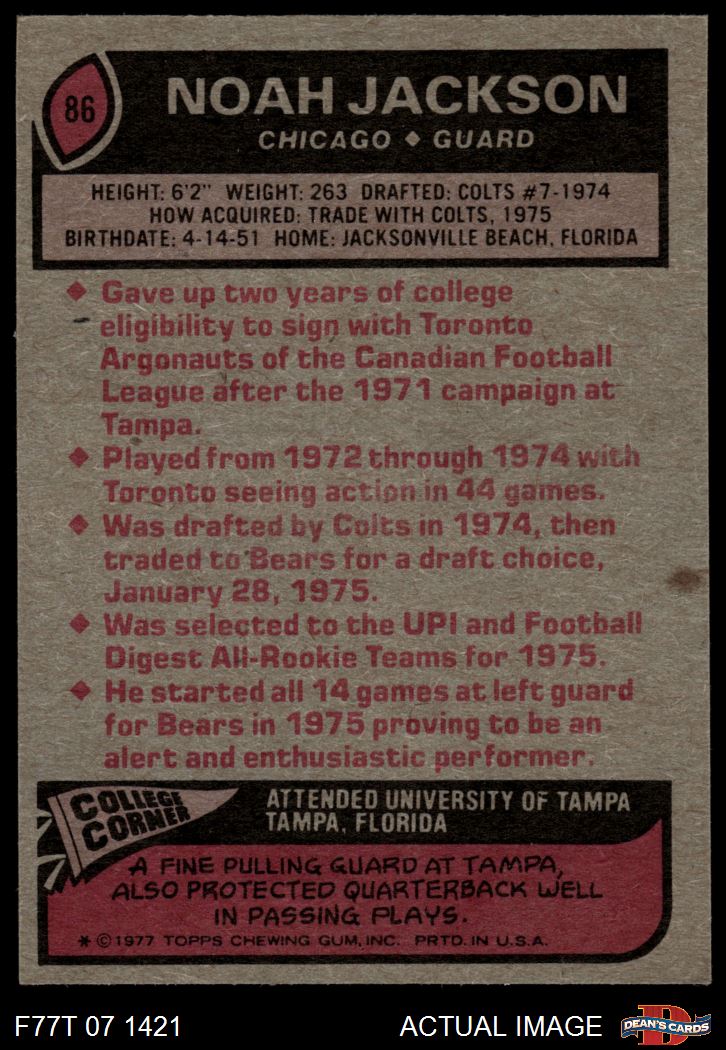 86
NOAH JACKSON
CHICAGO ◆ GUARD
HEIGHT: 6'2" WEIGHT: 263 DRAFTED: COLTS #7-1974
HOW ACQUIRED: TRADE WITH COLTS, 1975
BIRTHDATE: 4-14-51 HOME: JACKSONVILLE BEACH, FLORIDA
◆ Gave up two years of college
eligibility to sign with Toronto
Argonauts of the Canadian Football
League after the 1971 campaign at
Tampa.
◆ Played from 1972 through 1974 with
Toronto seeing action in 44 games.
◆ Was drafted by Colts in 1974, then
traded to Bears for a draft choice,
January 28, 1975.
◆ Was selected to the UPI and Football
Digest All-Rookie Teams for 1975.
◆ He started all 14 games at left guard
for Bears in 1975 proving to be an
alert and enthusiastic performer.
COLLEGE
CORNER
ATTENDED UNIVERSITY OF TAMPA
TAMPA, FLORIDA
A FINE PULLING GUARD AT TAMPA,
ALSO PROTECTED QUARTERBACK WELL
IN PASSING PLAYS.
* © 1977 TOPPS CHEWING GUM, INC. PRTD. IN U.S.A.
F77T 07 1421
ACTUAL IMAGE
D
DEAN'S CARDS